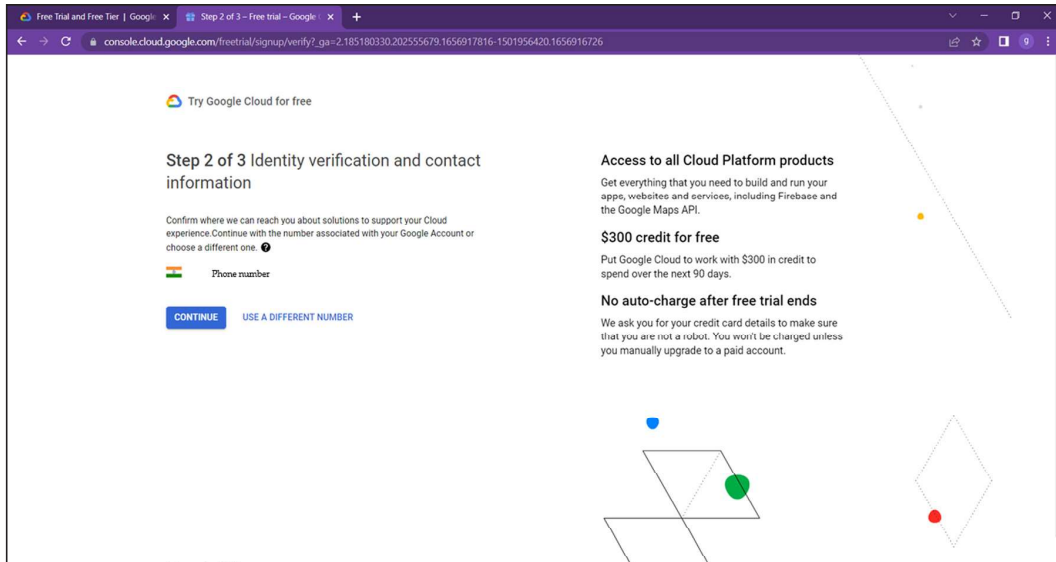 Free Trial and Free Tier | Google
Step 2 of 3 – Free trial – Google C
console.cloud.google.com/freetrial/signup/verify?_ga=2.185180330.202555679.1656917816-1501956420.1656916726
g
Try Google Cloud for free
Step 2 of 3 Identity verification and contact
information
Confirm where we can reach you about solutions to support your Cloud
experience.Continue with the number associated with your Google Account or
choose a different one. ?
Phone number
CONTINUE
USE A DIFFERENT NUMBER
Access to all Cloud Platform products
Get everything that you need to build and run your
apps, websites and services, including Firebase and
the Google Maps API.
$300 credit for free
Put Google Cloud to work with $300 in credit to
spend over the next 90 days.
No auto-charge after free trial ends
We ask you for your credit card details to make sure
that you are not a robot. You won't be charged unless
you manually upgrade to a paid account.